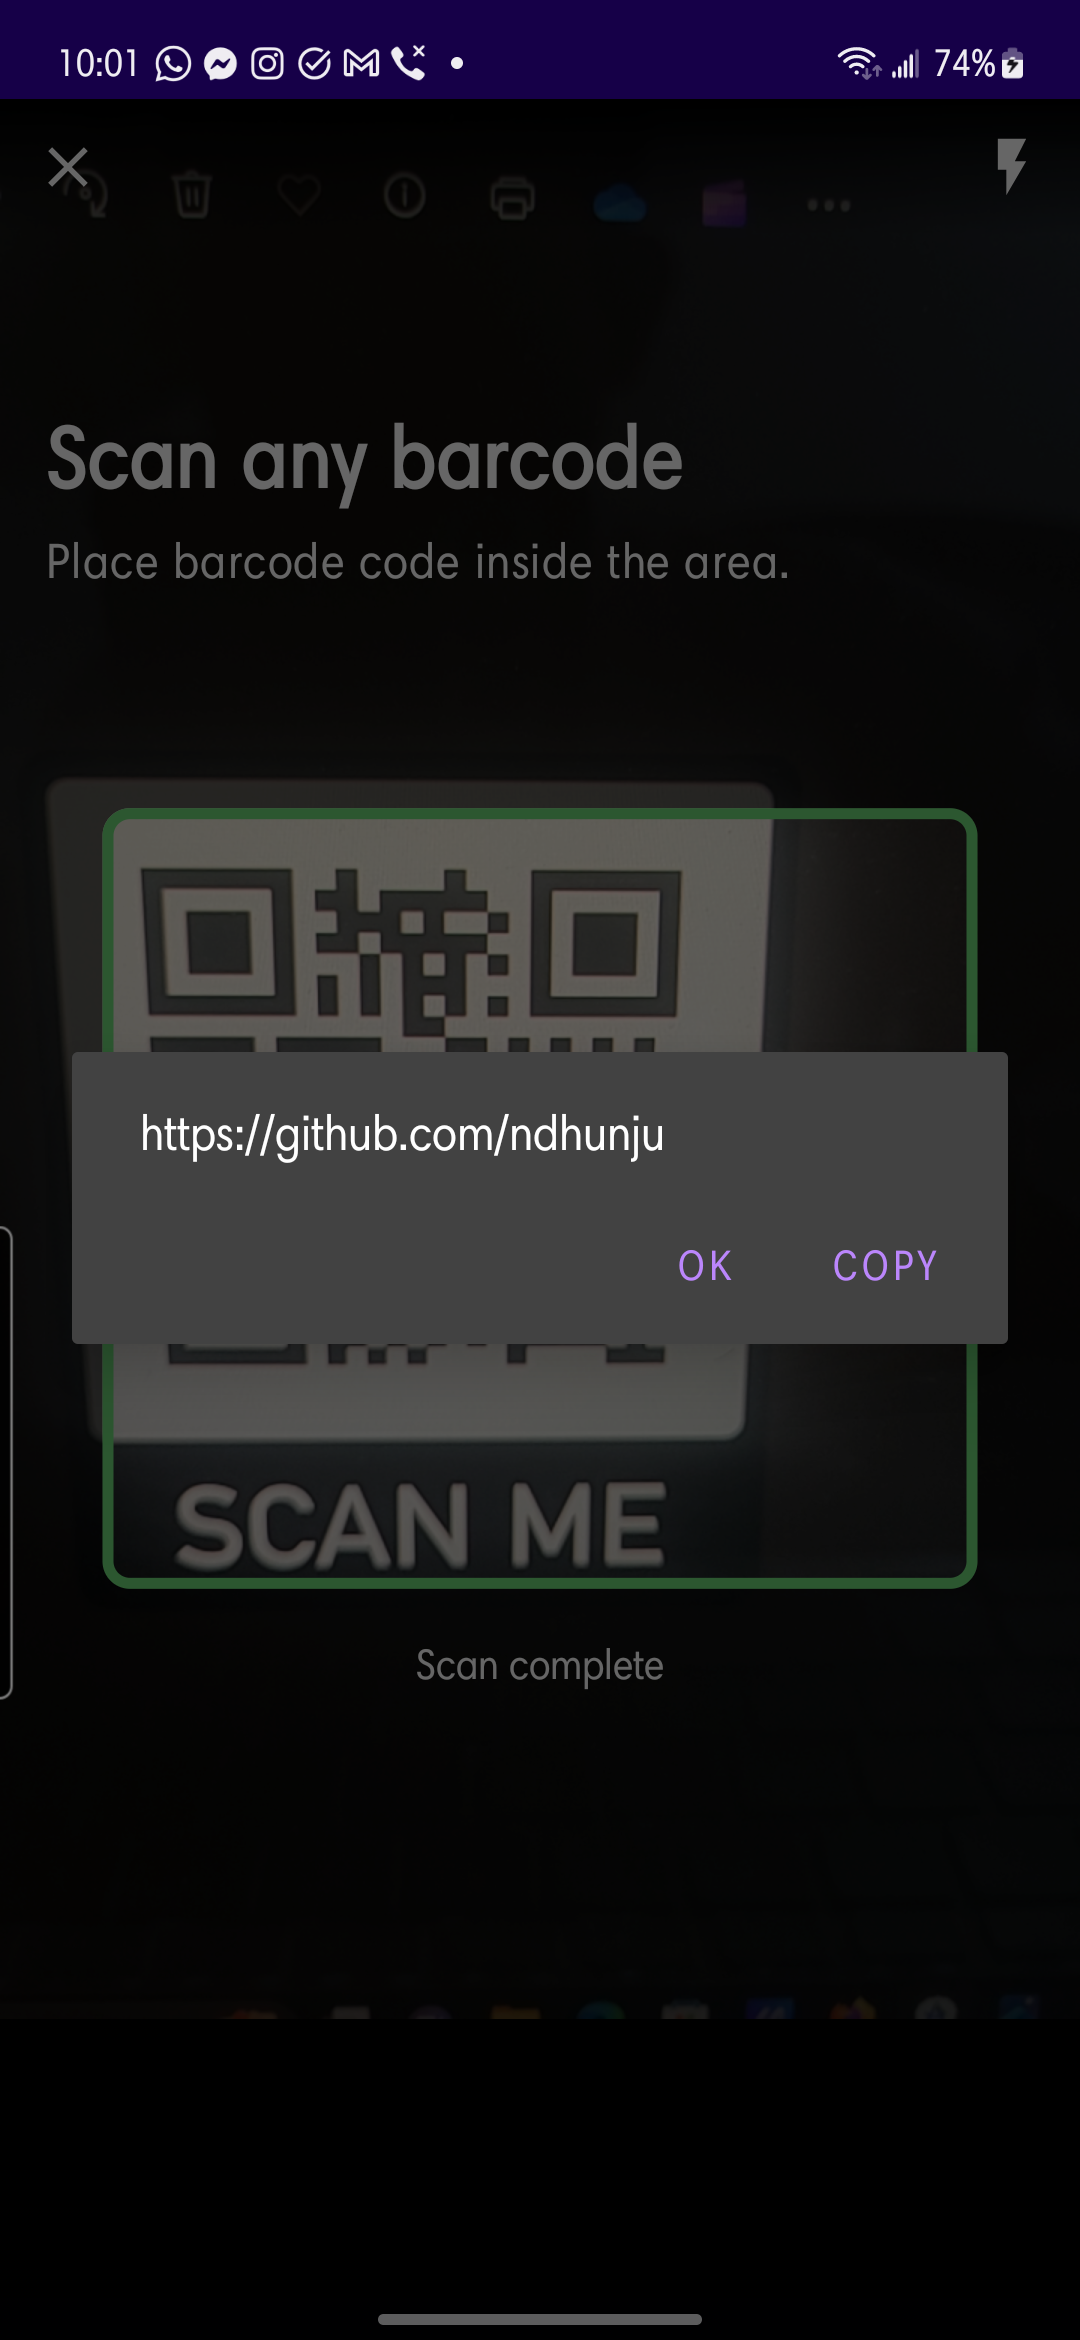 10:01
74%
Scan any barcode
Place barcode code inside the area.
https://github.com/ndhunju
OK
COPY
SCAN ME
Scan complete